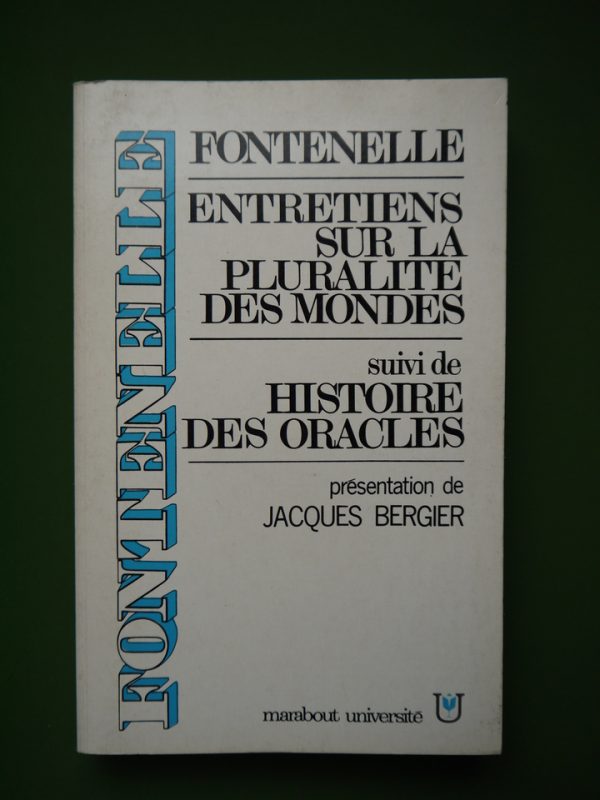 FONTENELLE
FONTENELLE
ENTRETIENS
SUR LA
PLURALITE
DES MONDES
suivi de
HISTOIRE
DES ORACLES
présentation de
JACQUES BERGIER
marabout université